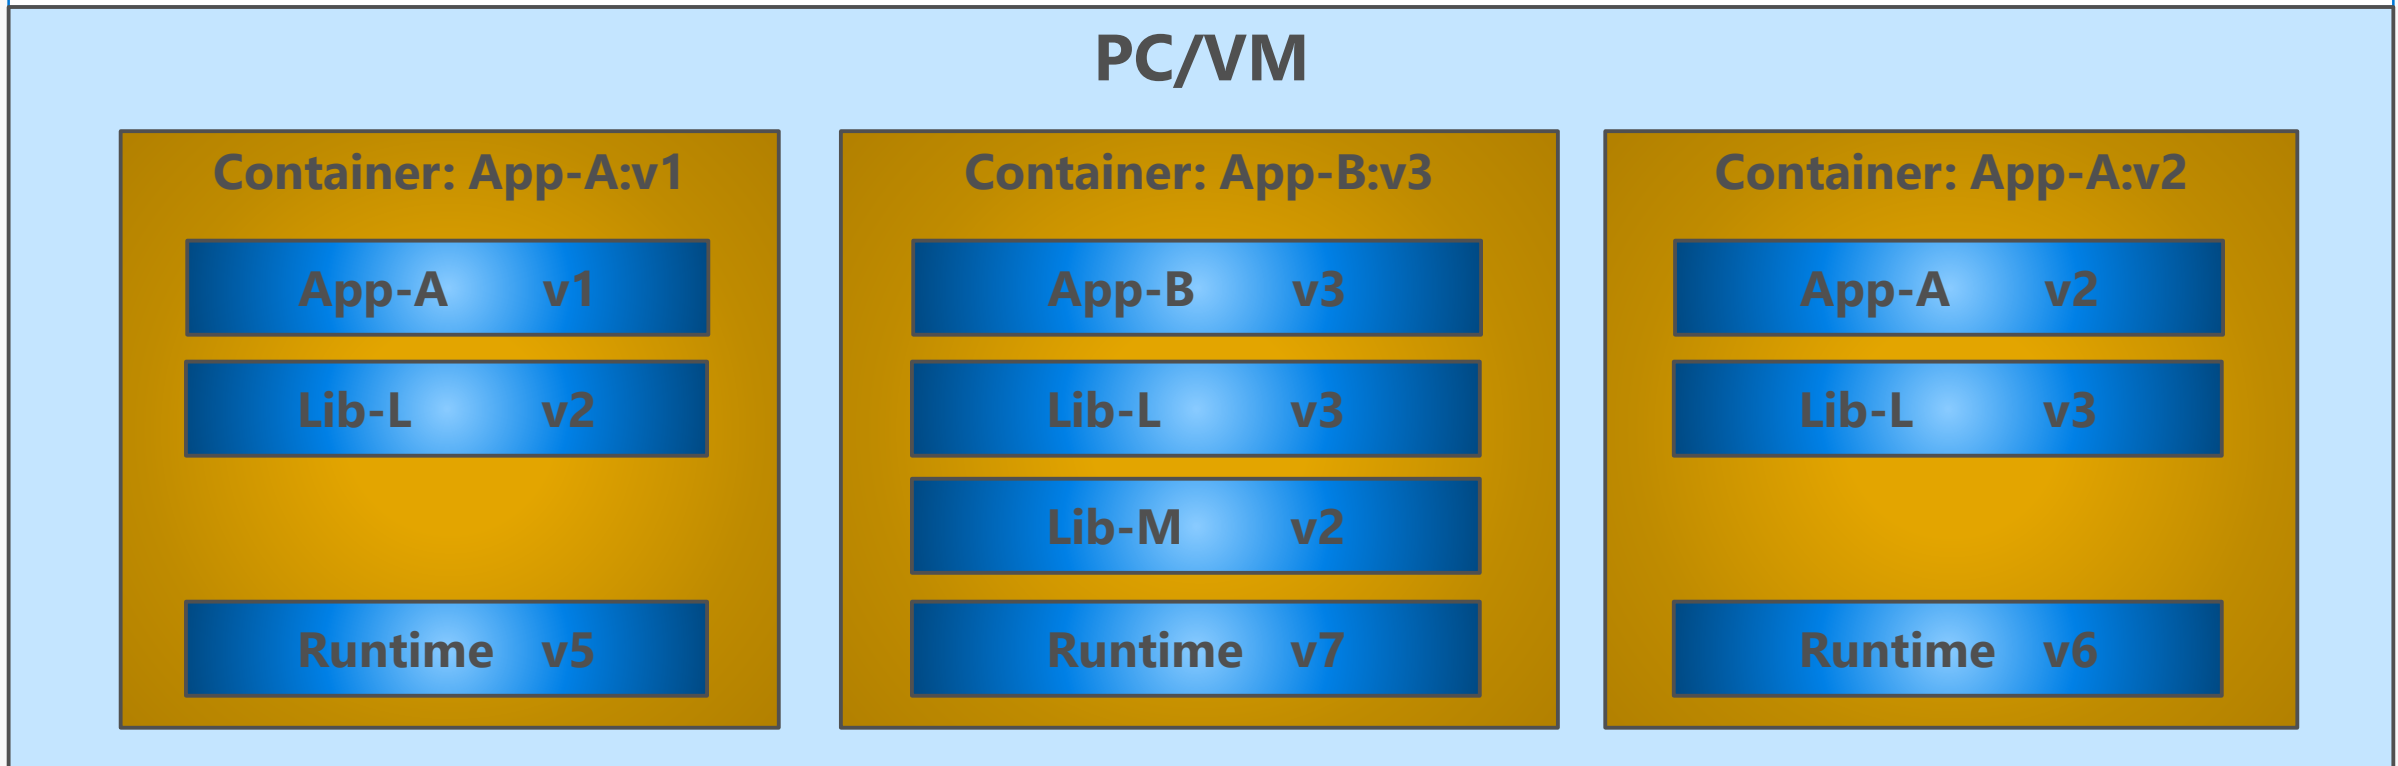 PC/VM
Container: App-A:v1
App-A v1
Lib-L v2
Runtime v5
Container: App-B:v3
App-B v3
Lib-L v3
Lib-M v2
Runtime v7
Container: App-A:v2
App-A v2
Lib-L v3
Runtime v6